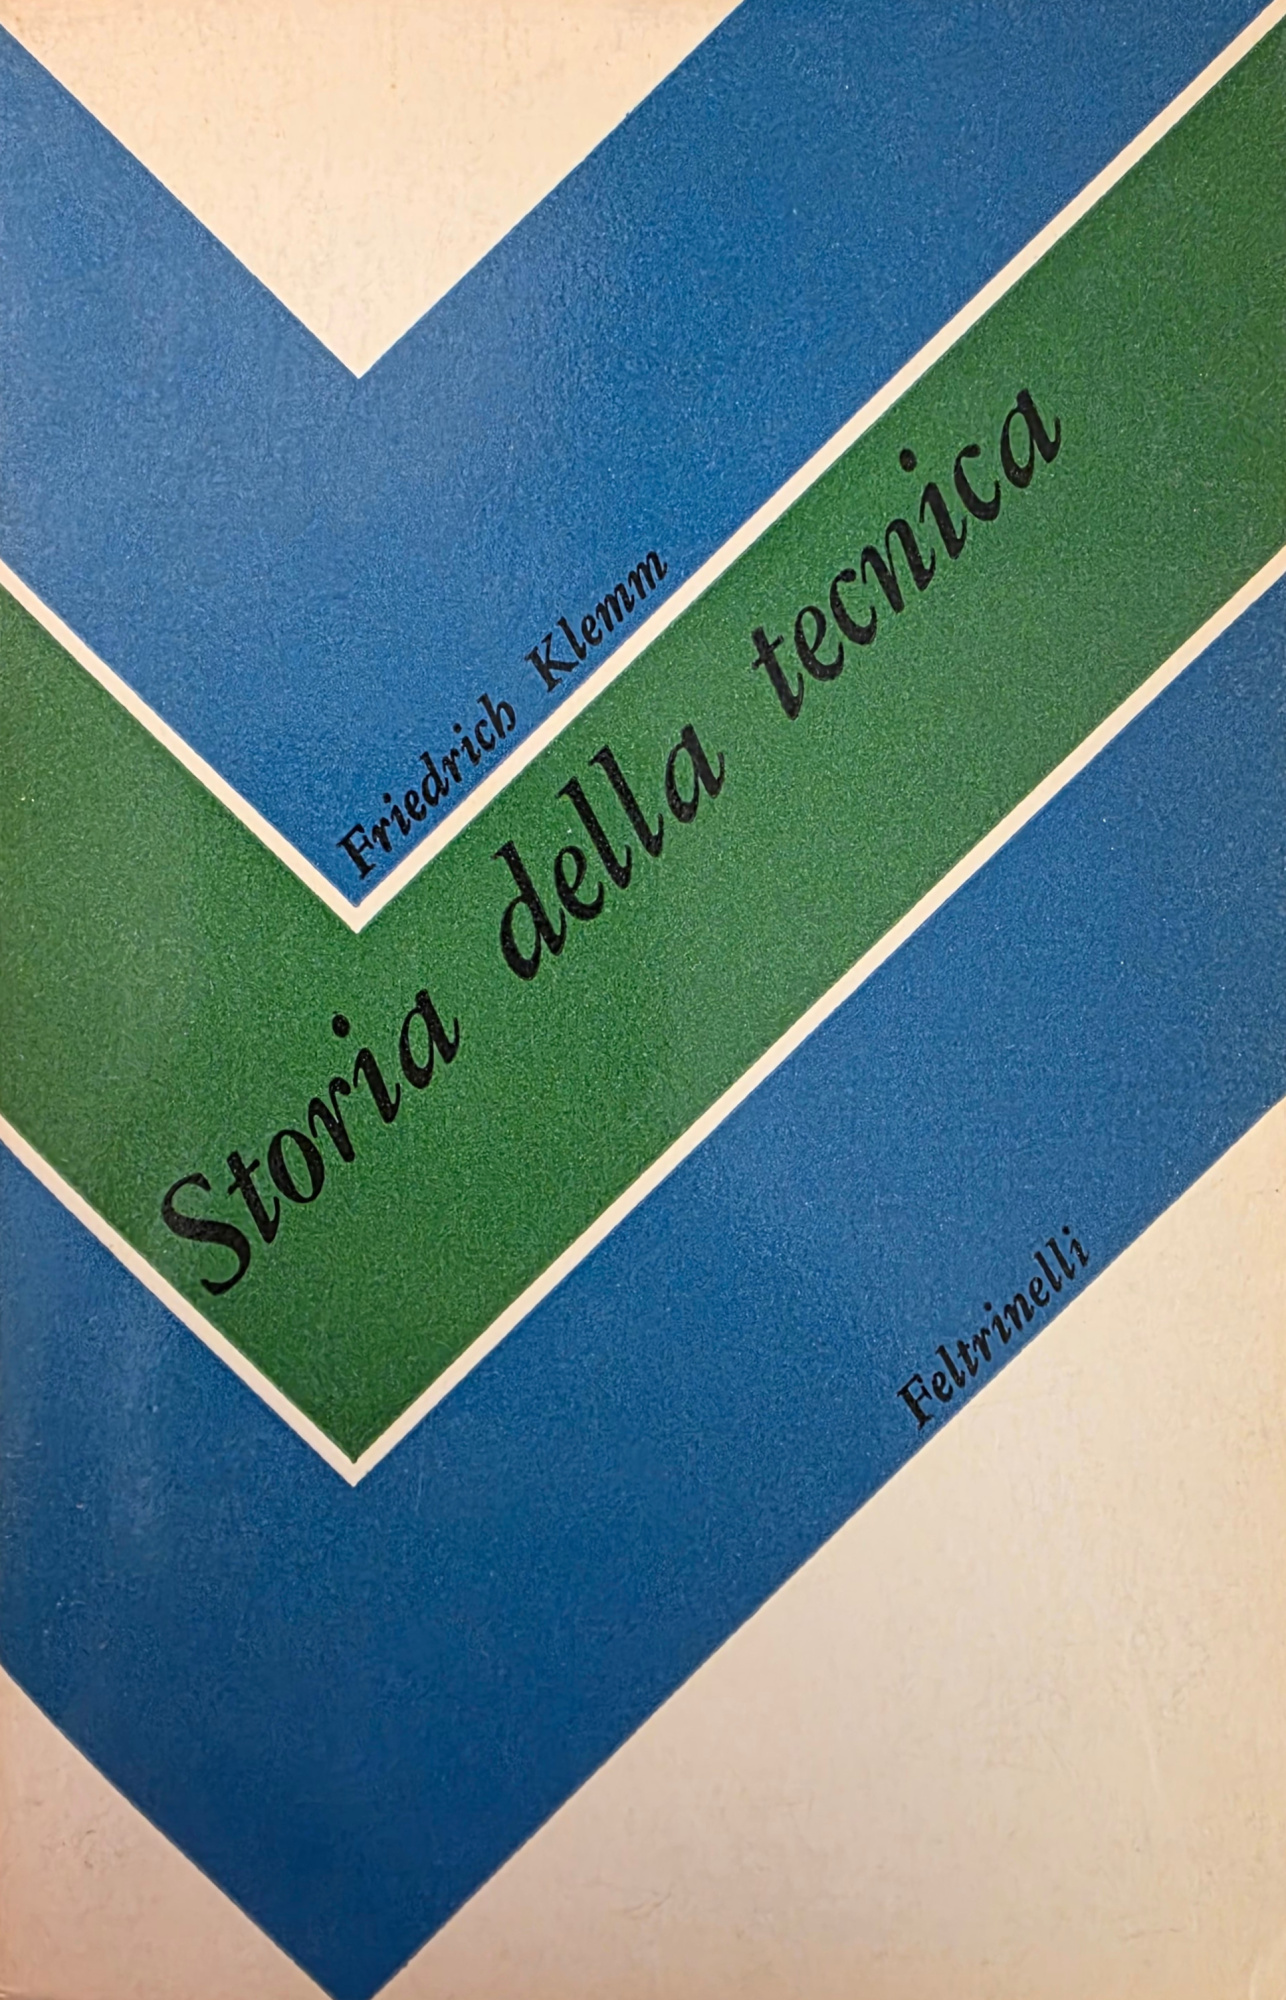 Friedrich Klemm
Storia della tecnica
Feltrinelli